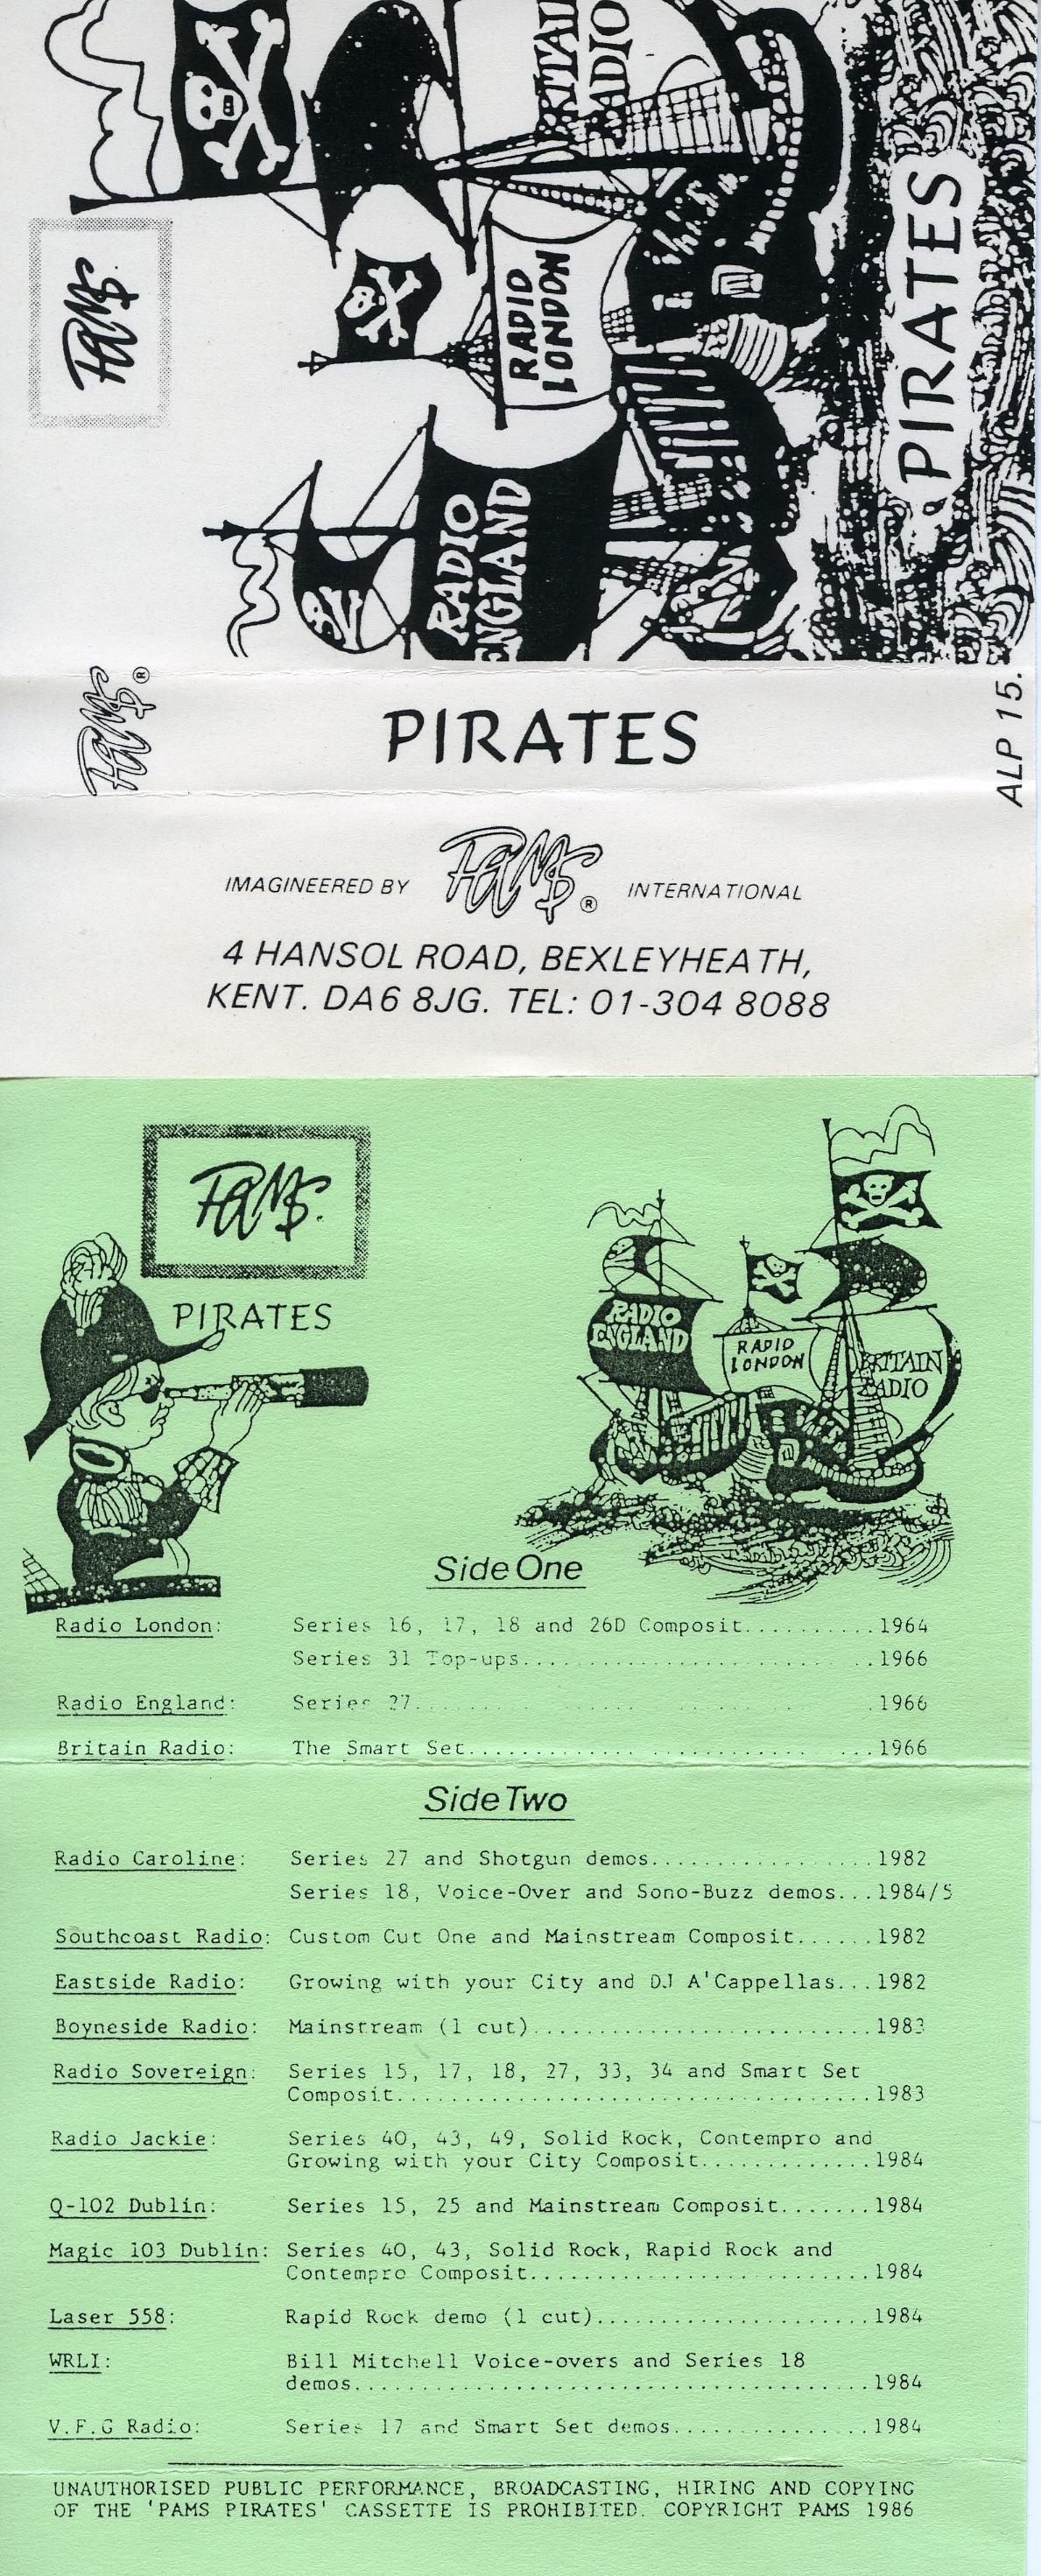 PAMS
BRITAIN
RADIO
RADIO
LONDON
RADIO
ENGLAND
PIRATES
PAMS®
PIRATES
ALP 15.
IMAGINEERED BY PAMS® INTERNATIONAL
4 HANSOL ROAD, BEXLEYHEATH,
KENT. DA6 8JG. TEL: 01-304 8088
PAMS.
PIRATES
RADIO
ENGLAND
RADIO
LONDON
BRITAIN
RADIO
Side One
Radio London: Series 16, 17, 18 and 26D Composit..........1964
Series 31 Top-ups..........1966
Radio England: Series 27..........1966
Britain Radio: The Smart Set..........1966
Side Two
Radio Caroline: Series 27 and Shotgun demos..........1982
Series 18, Voice-Over and Sono-Buzz demos...1984/5
Southcoast Radio: Custom Cut One and Mainstream Composit......1982
Eastside Radio: Growing with your City and DJ A'Cappellas...1982
Boyneside Radio: Mainstream (1 cut)..........1983
Radio Sovereign: Series 15, 17, 18, 27, 33, 34 and Smart Set
Composit..........1983
Radio Jackie: Series 40, 43, 49, Solid Rock, Contempro and
Growing with your City Composit..........1984
Q-102 Dublin: Series 15, 25 and Mainstream Composit.......1984
Magic 103 Dublin: Series 40, 43, Solid Rock, Rapid Rock and
Contempro Composit..........1984
Laser 558: Rapid Rock demo (1 cut)..........1984
WRLI: Bill Mitchell Voice-overs and Series 18
demos..........1984
V.F.G Radio: Series 17 and Smart Set demos..........1984
UNAUTHORISED PUBLIC PERFORMANCE, BROADCASTING, HIRING AND COPYING
OF THE 'PAMS PIRATES' CASSETTE IS PROHIBITED. COPYRIGHT PAMS 1986